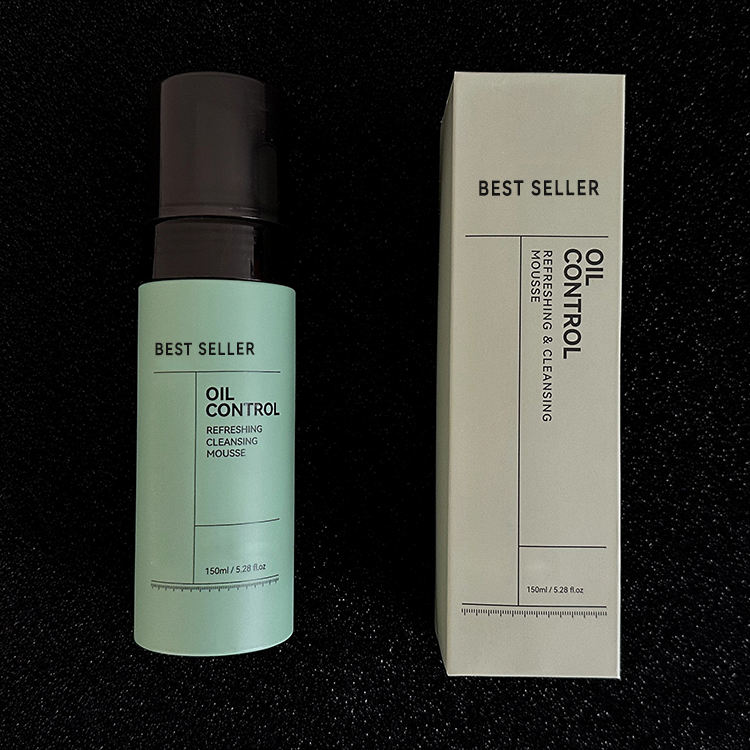 BEST SELLER
OIL
CONTROL
REFRESHING
CLEANSING
MOUSSE
150ml / 5.28 fl.oz
BEST SELLER
OIL
CONTROL
REFRESHING & CLEANSING
MOUSSE
150ml / 5.28 fl.oz